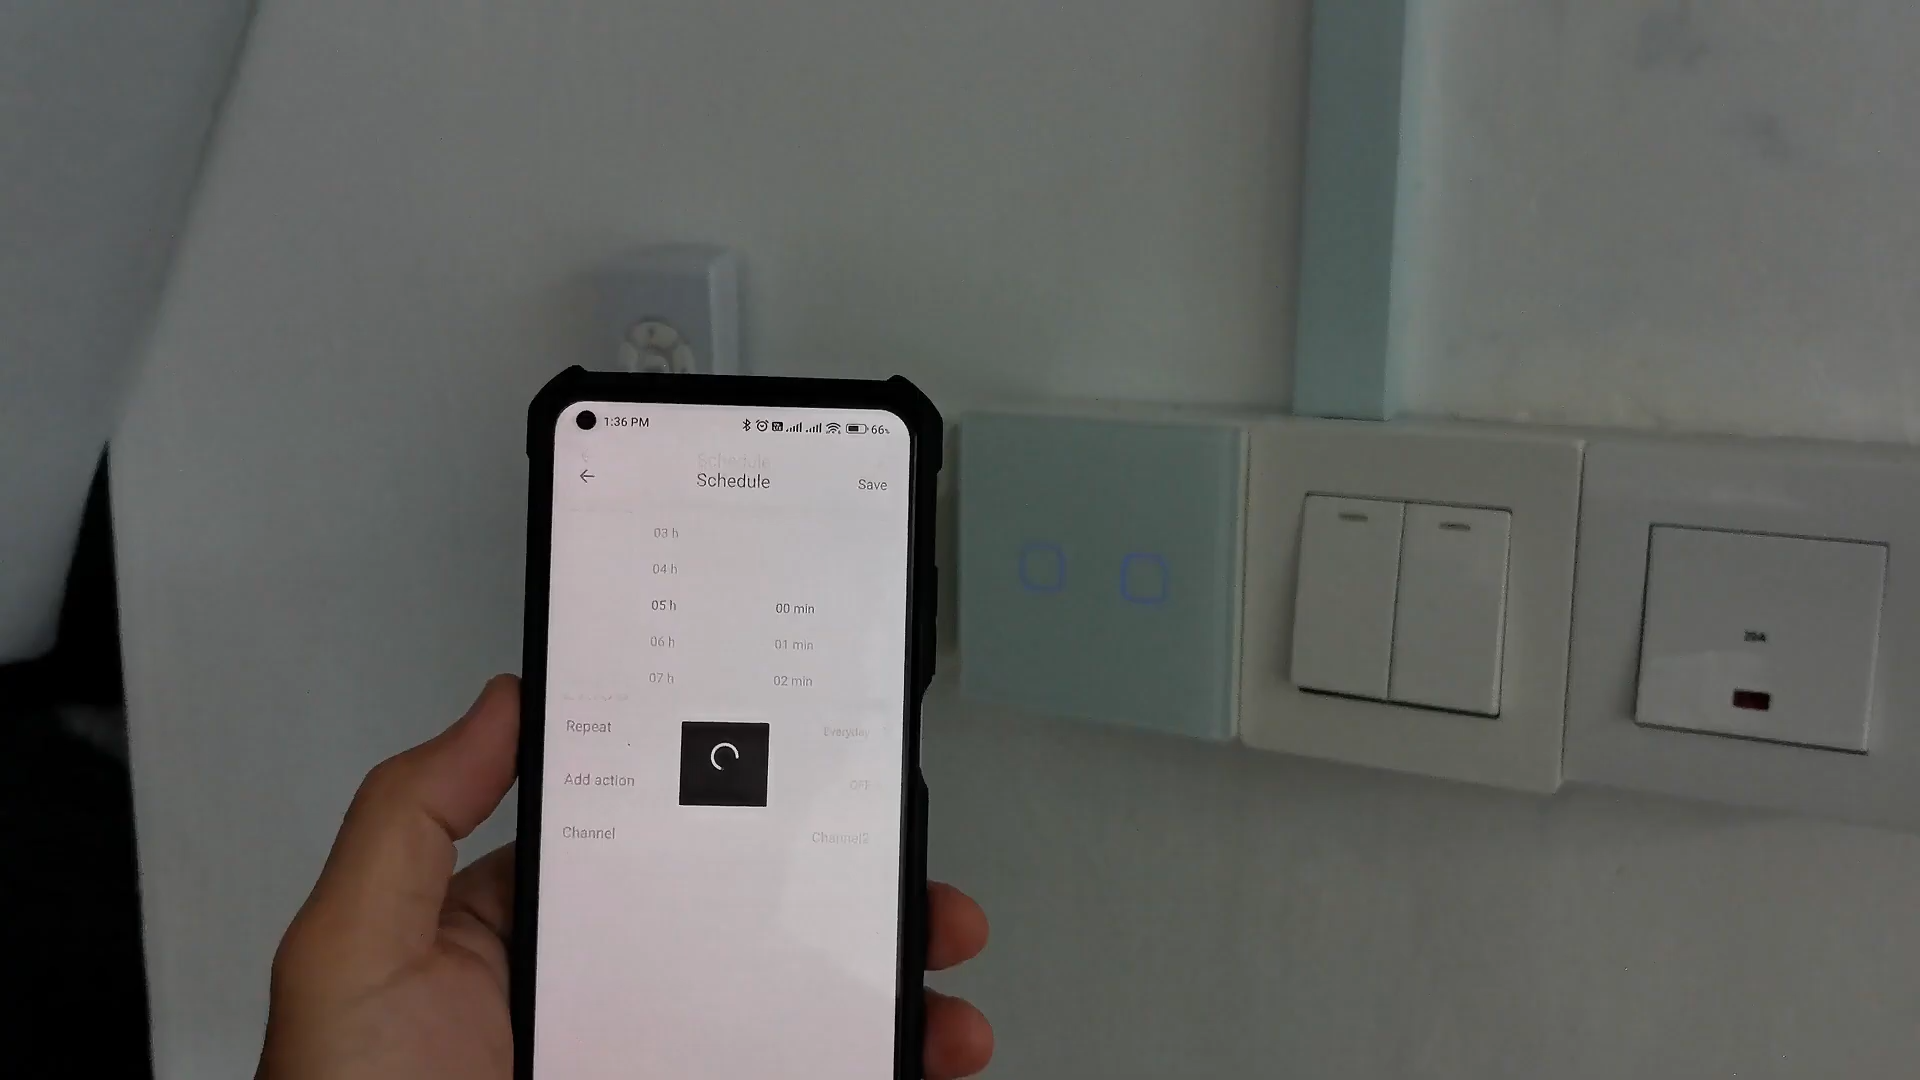 1:36 PM
66%
Schedule
Save
03 h
04 h
05 h 00 min
06 h 01 min
07 h 02 min
Repeat Everyday
Add action OFF
Channel Channel2
20A